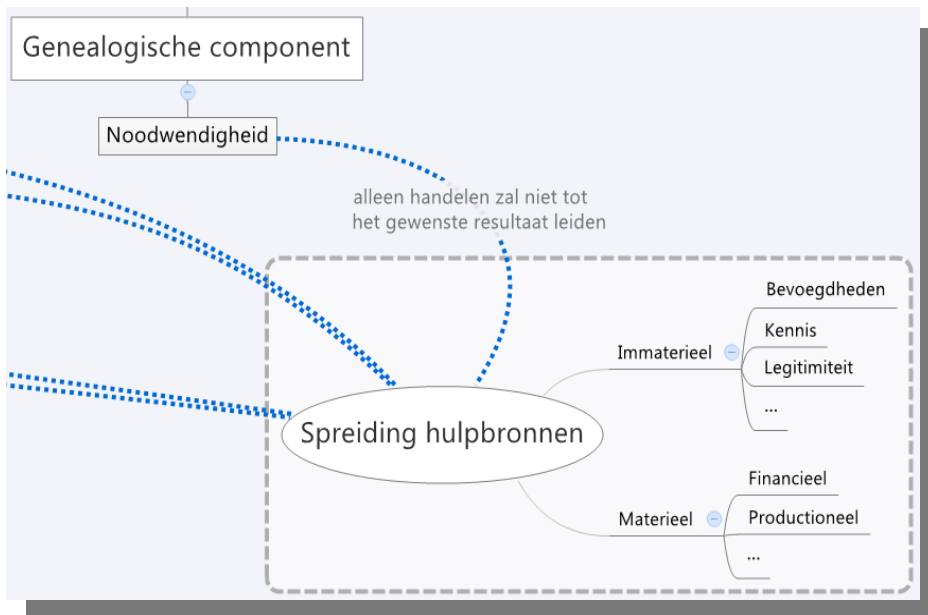 Genealogische component
Noodwendigheid
alleen handelen zal niet tot
het gewenste resultaat leiden
Spreiding hulpbronnen
Immaterieel
Bevoegdheden
Kennis
Legitimiteit
...
Materieel
Financieel
Productioneel
...